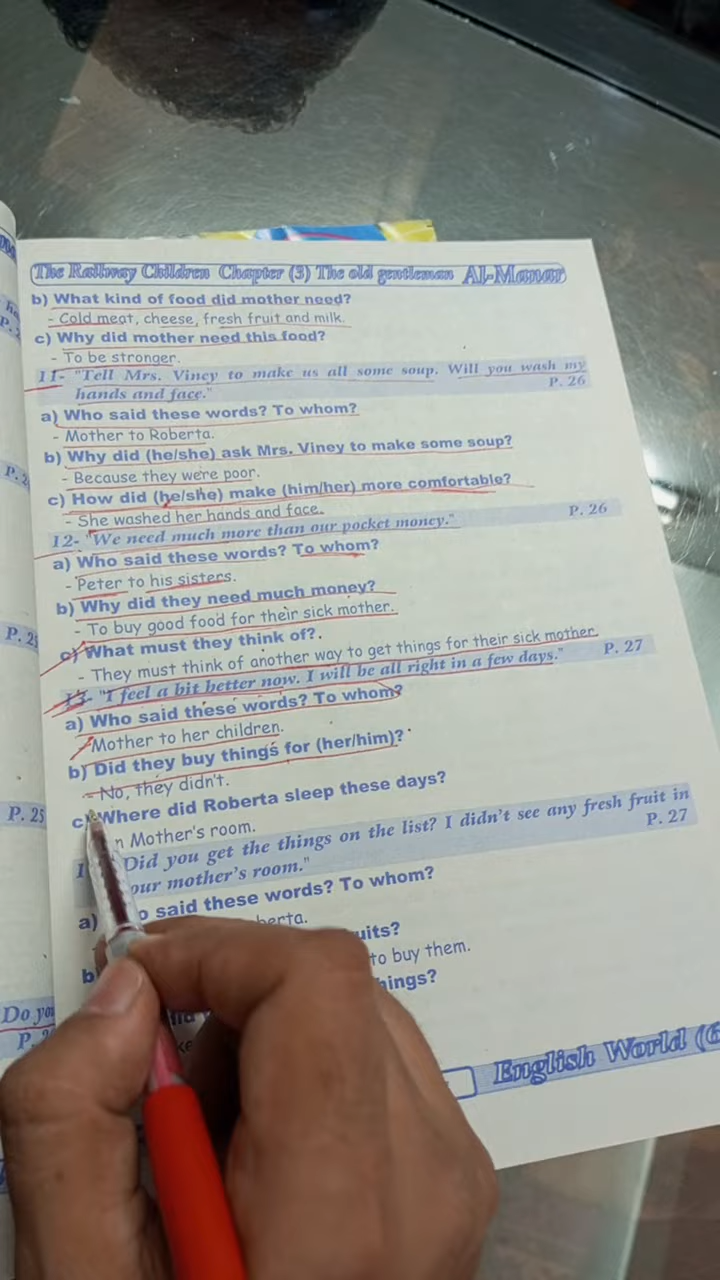 The Railway Children Chapter (3) The old gentleman Al-Manar
b) What kind of food did mother need?
- Cold meat, cheese, fresh fruit and milk.
c) Why did mother need this food?
- To be stronger.
11- "Tell Mrs. Viney to make us all some soup. Will you wash my
hands and face." P. 26
a) Who said these words? To whom?
- Mother to Roberta.
b) Why did (he/she) ask Mrs. Viney to make some soup?
- Because they were poor.
c) How did (he/she) make (him/her) more comfortable?
- She washed her hands and face.
12- "We need much more than our pocket money." P. 26
a) Who said these words? To whom?
- Peter to his sisters.
b) Why did they need much money?
- To buy good food for their sick mother.
c) What must they think of?.
- They must think of another way to get things for their sick mother.
13- "I feel a bit better now. I will be all right in a few days." P. 27
a) Who said these words? To whom?
- Mother to her children.
b) Did they buy things for (her/him)?
- No, they didn't.
c) Where did Roberta sleep these days?
n Mother's room.
Did you get the things on the list? I didn't see any fresh fruit in
our mother's room." P. 27
a) said these words? To whom?
berta.
b uits?
to buy them.
hings?
English World (6
P. 25
Do yo